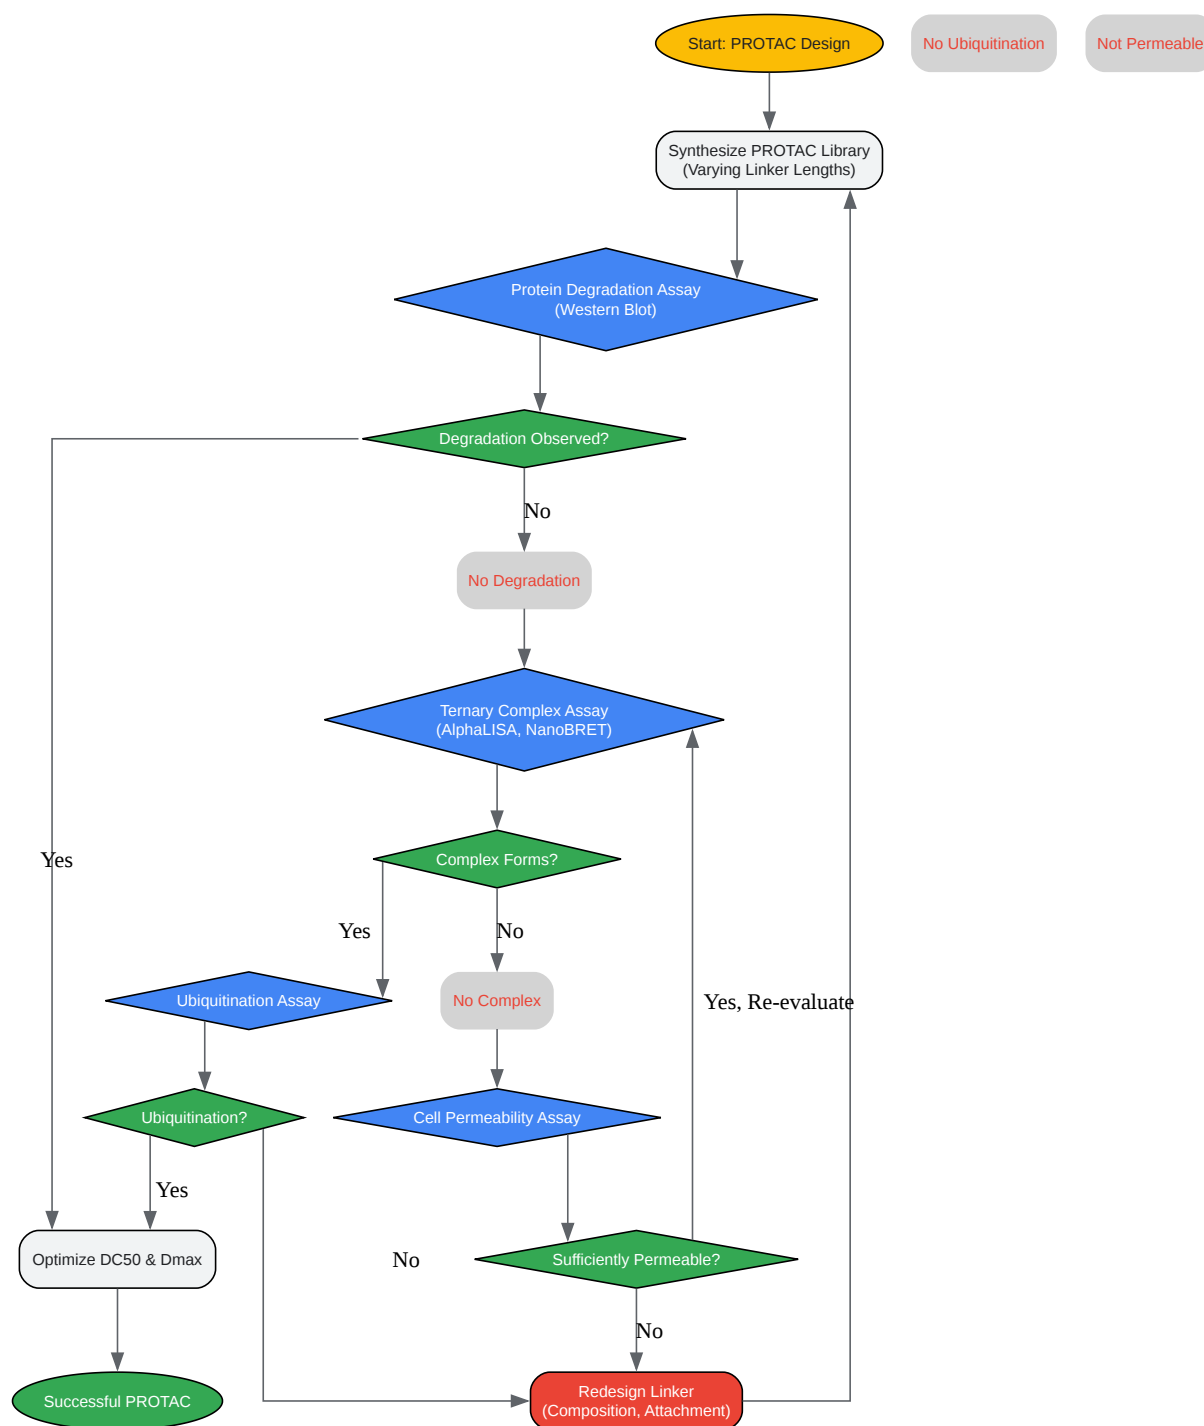 Start: PROTAC Design
No Ubiquitination
Not Permeable
Synthesize PROTAC Library
(Varying Linker Lengths)
Protein Degradation Assay
(Western Blot)
Degradation Observed?
No
No Degradation
Ternary Complex Assay
(AlphaLISA, NanoBRET)
Yes
Complex Forms?
Yes
No
Ubiquitination Assay
No Complex
Yes, Re-evaluate
Ubiquitination?
Cell Permeability Assay
Yes
Optimize DC50 & Dmax
No
Sufficiently Permeable?
No
Successful PROTAC
Redesign Linker
(Composition, Attachment)